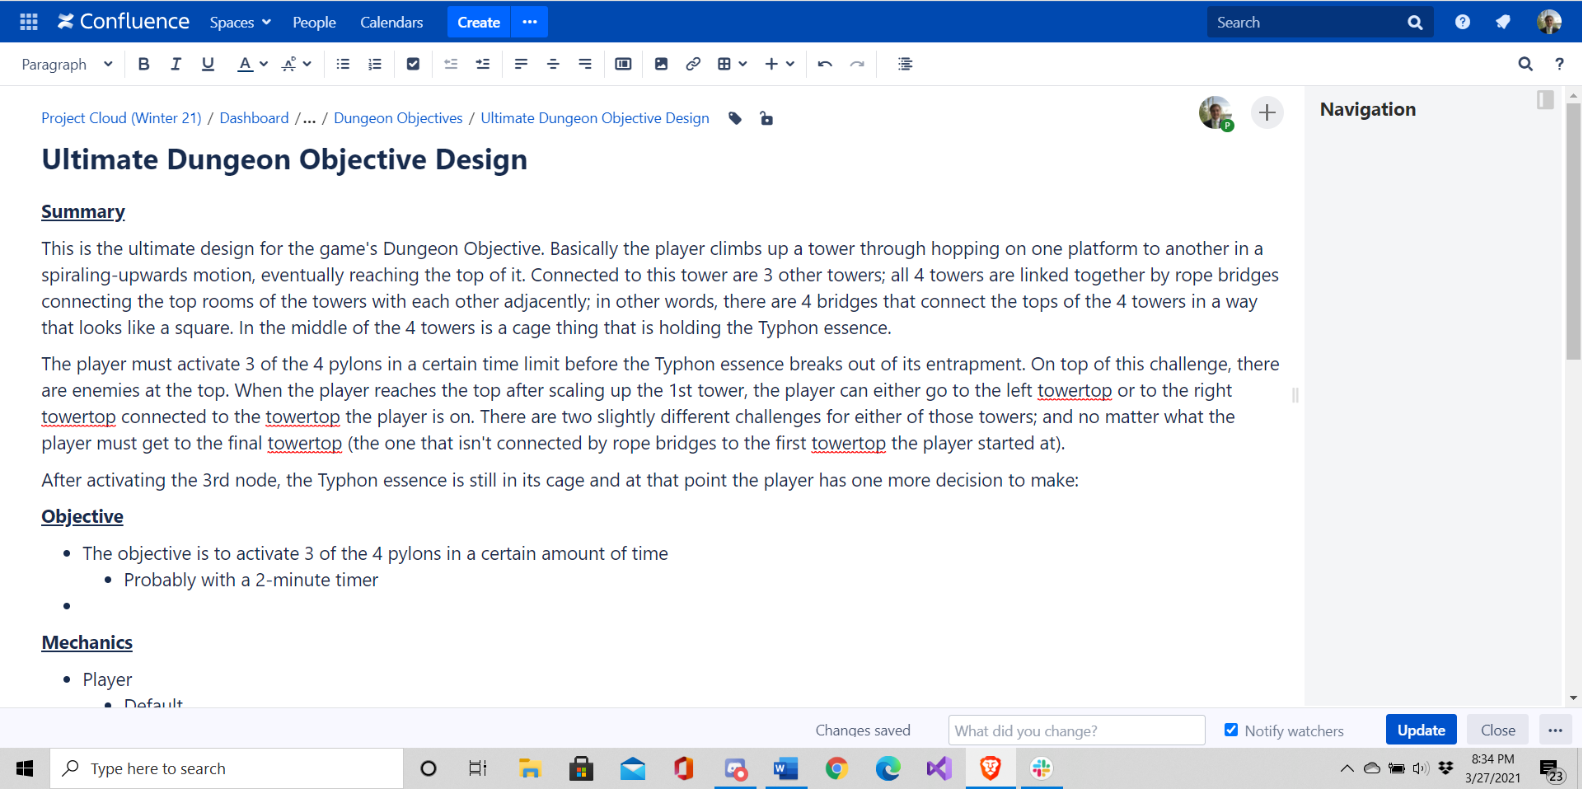 Confluence Spaces People Calendars Create ••• Search
Paragraph B I U A
Project Cloud (Winter 21) / Dashboard /... / Dungeon Objectives / Ultimate Dungeon Objective Design
P
Navigation
Ultimate Dungeon Objective Design
Summary
This is the ultimate design for the game's Dungeon Objective. Basically the player climbs up a tower through hopping on one platform to another in a
spiraling-upwards motion, eventually reaching the top of it. Connected to this tower are 3 other towers; all 4 towers are linked together by rope bridges
connecting the top rooms of the towers with each other adjacently; in other words, there are 4 bridges that connect the tops of the 4 towers in a way
that looks like a square. In the middle of the 4 towers is a cage thing that is holding the Typhon essence.
The player must activate 3 of the 4 pylons in a certain time limit before the Typhon essence breaks out of its entrapment. On top of this challenge, there
are enemies at the top. When the player reaches the top after scaling up the 1st tower, the player can either go to the left towertop or to the right
towertop connected to the towertop the player is on. There are two slightly different challenges for either of those towers; and no matter what the
player must get to the final towertop (the one that isn't connected by rope bridges to the first towertop the player started at).
After activating the 3rd node, the Typhon essence is still in its cage and at that point the player has one more decision to make:
Objective
• The objective is to activate 3 of the 4 pylons in a certain amount of time
• Probably with a 2-minute timer
•
Mechanics
• Player
• Default
Changes saved What did you change? Notify watchers Update Close •••
Type here to search
8:34 PM
3/27/2021
23